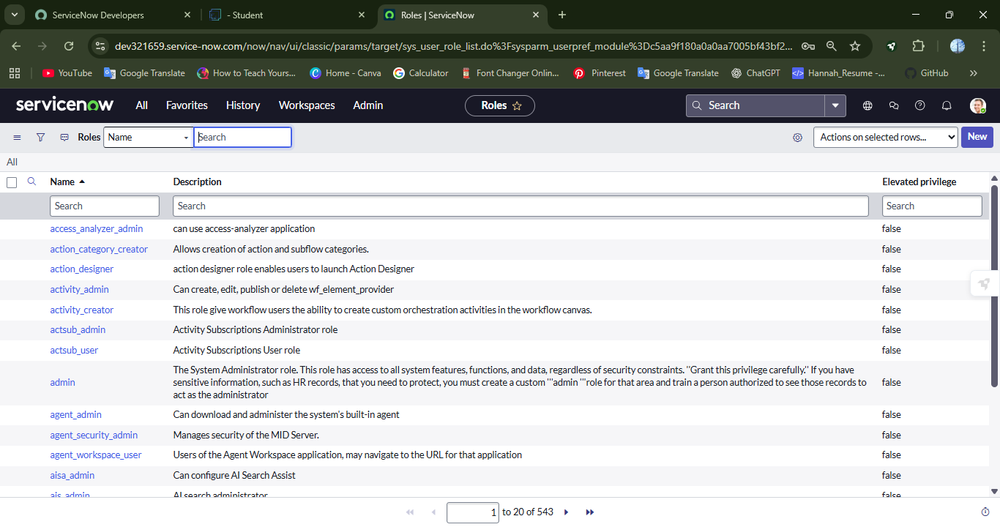 ServiceNow Developers
- Student
Roles | ServiceNow
dev321659.service-now.com/now/nav/ui/classic/params/target/sys_user_role_list.do%3Fsysparm_userpref_module%3Dc5aa9f180a0a0aa7005bf43bf2...
YouTube
Google Translate
How to Teach Yours...
Home - Canva
Calculator
Font Changer Onlin...
Pinterest
Google Translate
ChatGPT
Hannah_Resume -...
GitHub
servicenow
All
Favorites
History
Workspaces
Admin
Roles
Search
Roles
Name
Search
Actions on selected rows...
New
All
Name
Description
Elevated privilege
Search
Search
Search
access_analyzer_admin
can use access-analyzer application
false
action_category_creator
Allows creation of action and subflow categories.
false
action_designer
action designer role enables users to launch Action Designer
false
activity_admin
Can create, edit, publish or delete wf_element_provider
false
activity_creator
This role give workflow users the ability to create custom orchestration activities in the workflow canvas.
false
actsub_admin
Activity Subscriptions Administrator role
false
actsub_user
Activity Subscriptions User role
false
admin
The System Administrator role. This role has access to all system features, functions, and data, regardless of security constraints. "Grant this privilege carefully." If you have
sensitive information, such as HR records, that you need to protect, you must create a custom '''admin '''role for that area and train a person authorized to see those records to
act as the administrator
false
agent_admin
Can download and administer the system's built-in agent
false
agent_security_admin
Manages security of the MID Server.
false
agent_workspace_user
Users of the Agent Workspace application, may navigate to the URL for that application
false
aisa_admin
Can configure AI Search Assist
false
ais_admin
AI search administrator
false
1
to 20 of 543